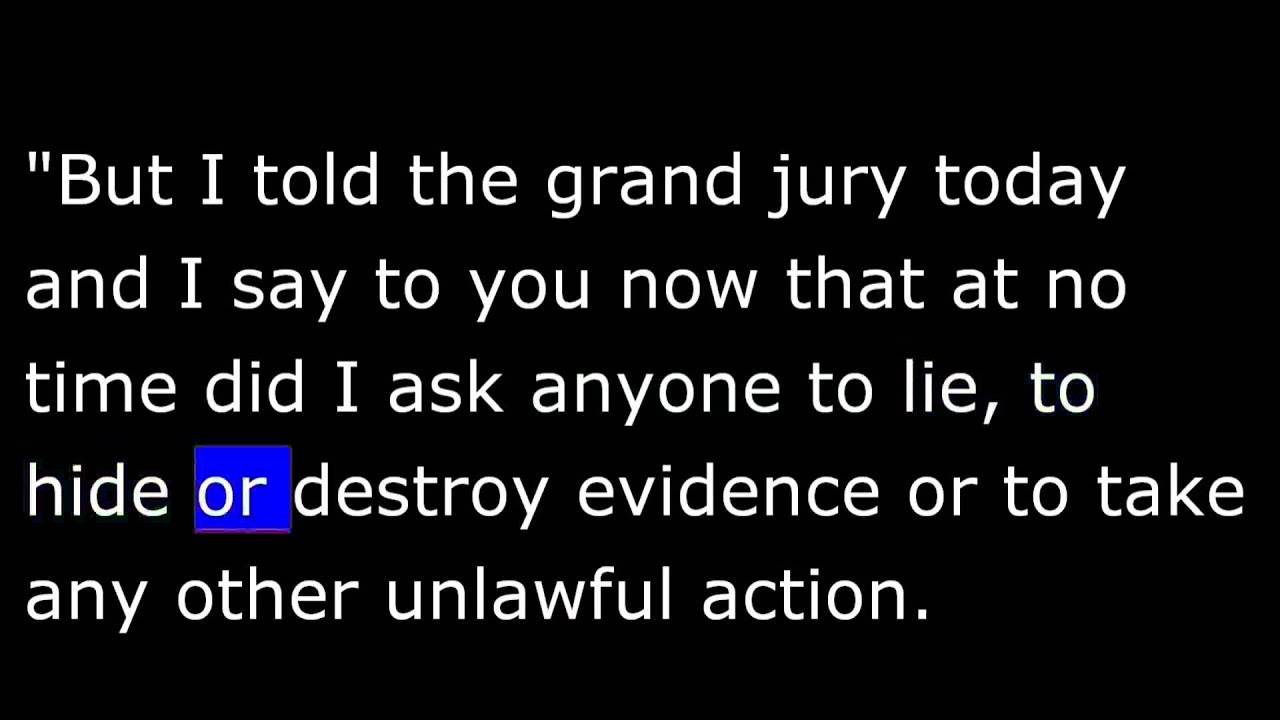 "But I told the grand jury today
and I say to you now that at no
time did I ask anyone to lie, to
hide or destroy evidence or to take
any other unlawful action.